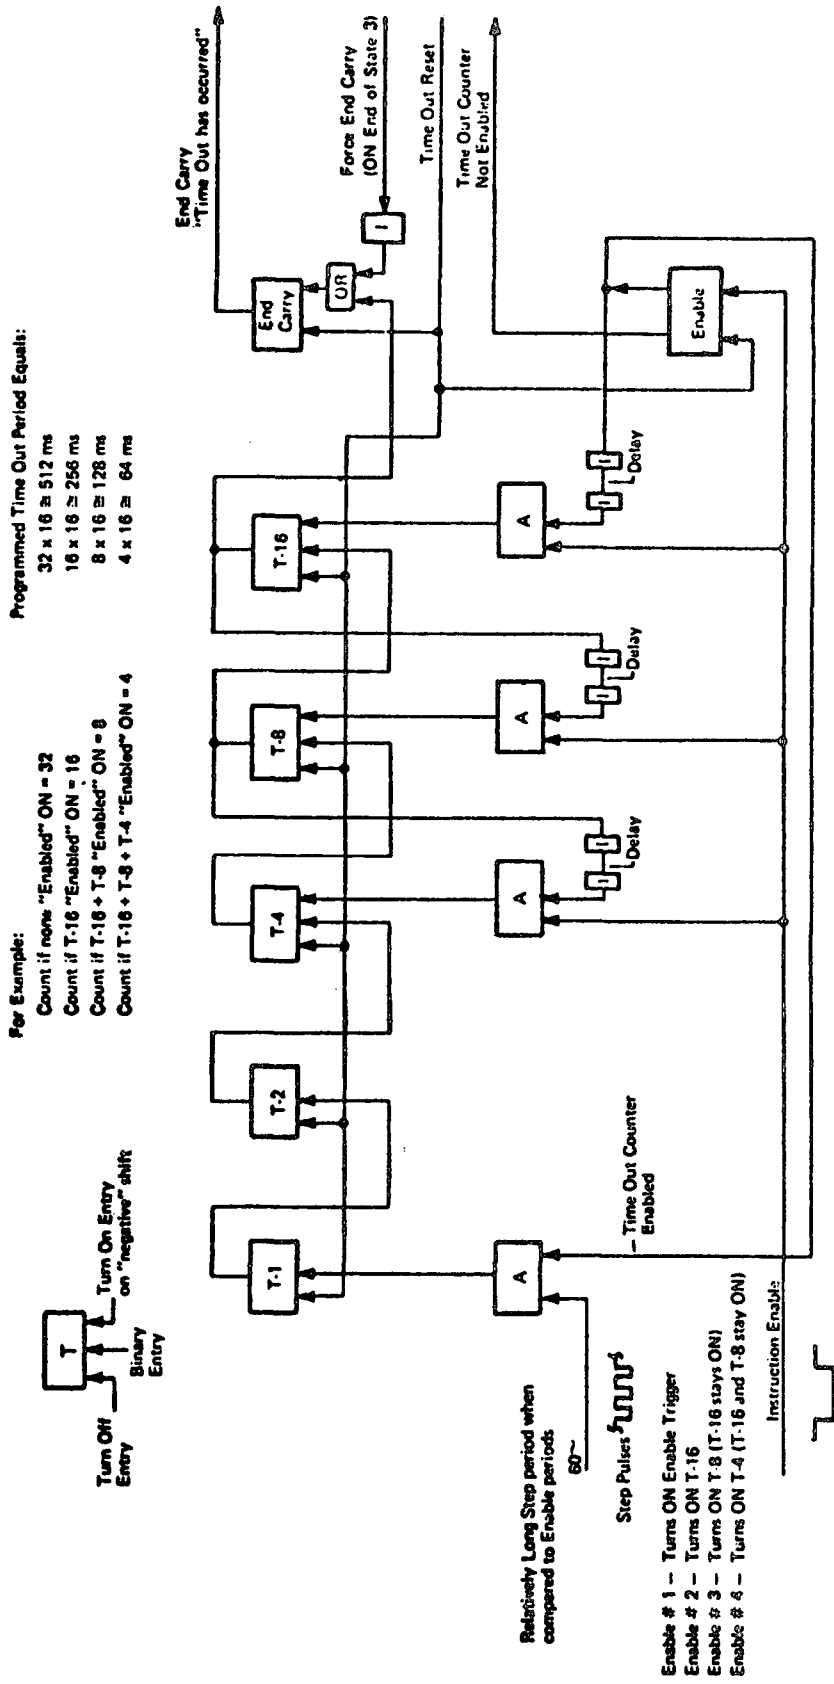 For Example:
Count if none "Enabled" ON = 32
Count if T-16 "Enabled" ON = 16
Count if T-16 + T-8 "Enabled" ON = 8
Count if T-16 + T-8 + T-4 "Enabled" ON = 4
Programmed Time Out Period Equals:
32 x 16 ≅ 512 ms
16 x 16 ≅ 256 ms
8 x 16 ≅ 128 ms
4 x 16 ≅ 64 ms
T
Turn Off
Entry
Binary
Entry
Turn On Entry
on "negative" shift
End Carry
"Time Out has occurred"
T-1
T-2
T-4
T-8
T-16
End
Carry
OR
I
Force End Carry
(ON End of State 3)
Time Out Reset
Time Out Counter
Not Enabled
A
A
A
A
I
I
Delay
I
I
Delay
I
I
Delay
Enable
Relatively Long Step period when
compared to Enable periods
60~
Step Pulses
Time Out Counter
Enabled
Enable # 1 — Turns ON Enable Trigger
Enable # 2 — Turns ON T-16
Enable # 3 — Turns ON T-8 (T-16 stays ON)
Enable # 4 — Turns ON T-4 (T-16 and T-8 stay ON)
Instruction Enable